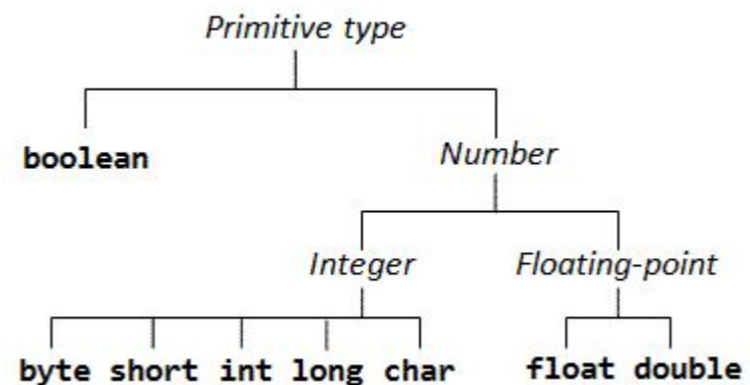 Primitive type
boolean Number
Integer Floating-point
byte short int long char float double